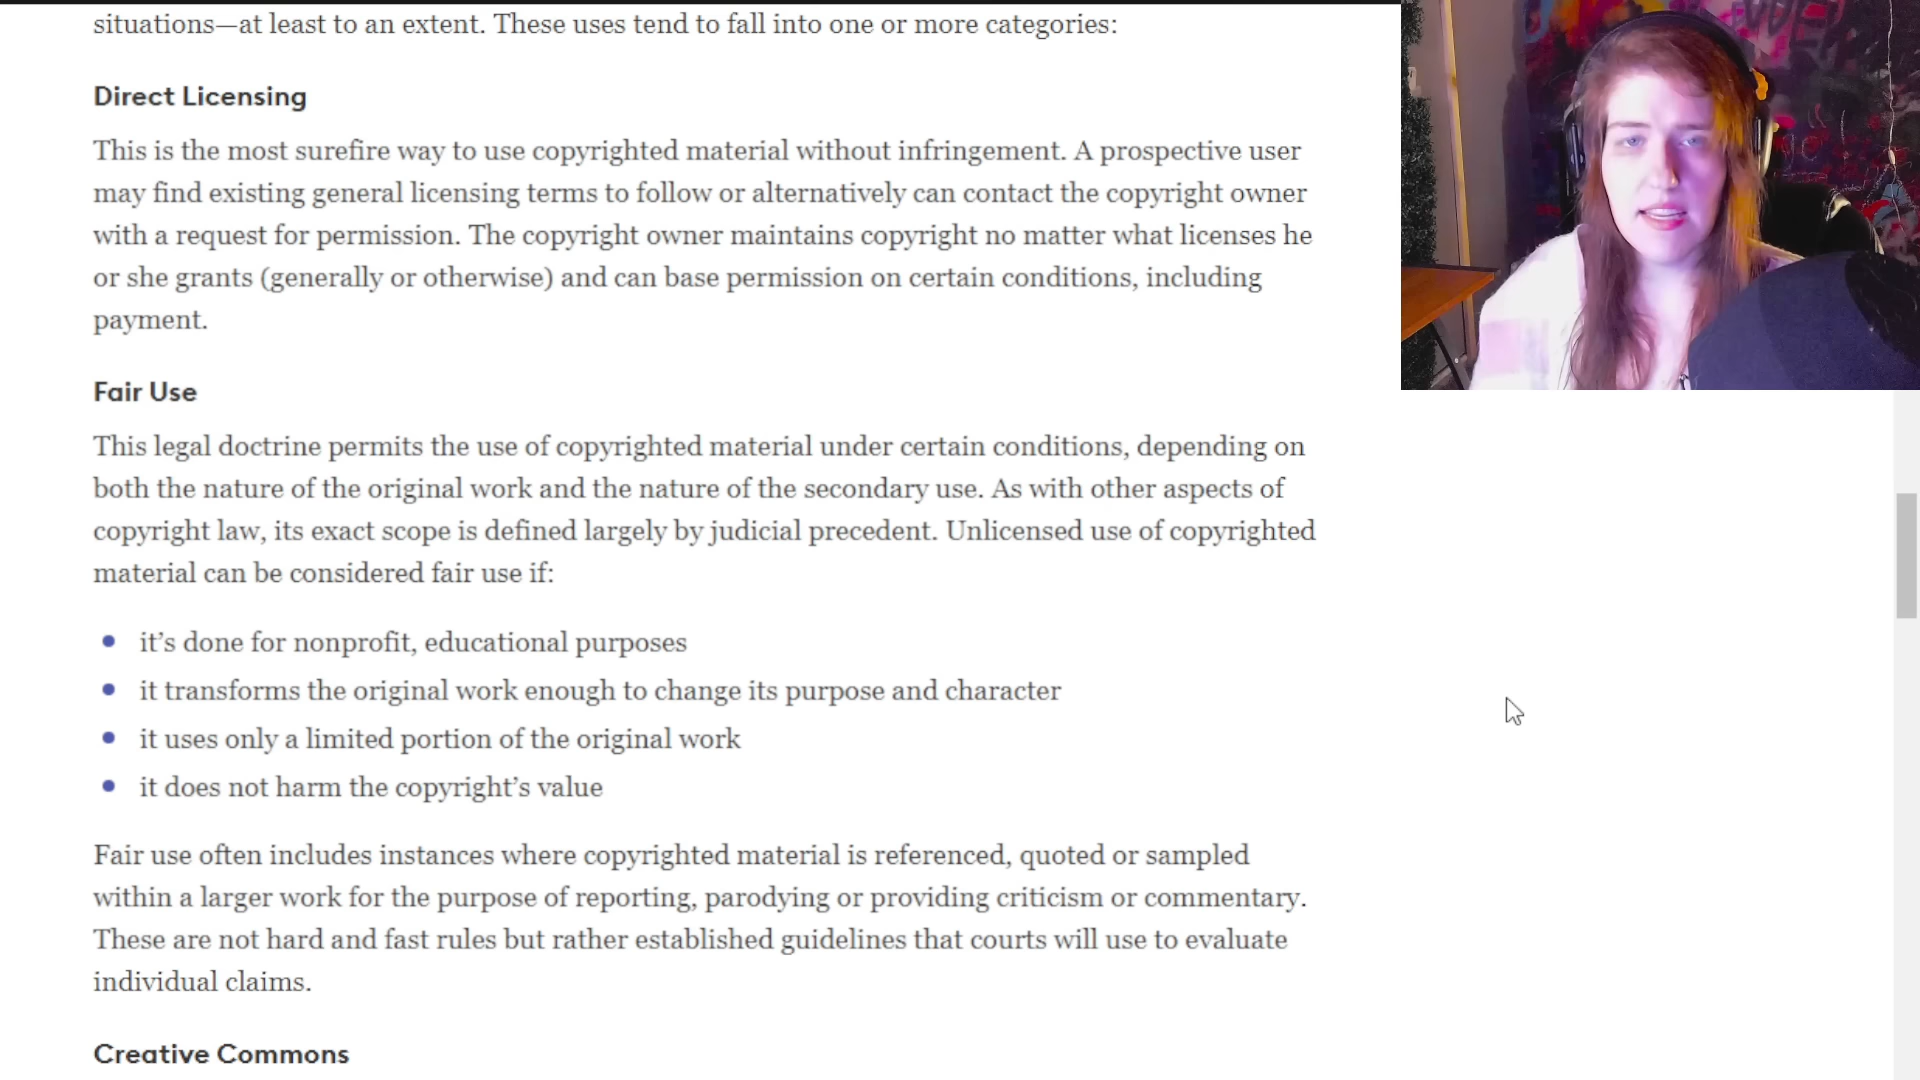 situations—at least to an extent. These uses tend to fall into one or more categories:
Direct Licensing
This is the most surefire way to use copyrighted material without infringement. A prospective user
may find existing general licensing terms to follow or alternatively can contact the copyright owner
with a request for permission. The copyright owner maintains copyright no matter what licenses he
or she grants (generally or otherwise) and can base permission on certain conditions, including
payment.
Fair Use
This legal doctrine permits the use of copyrighted material under certain conditions, depending on
both the nature of the original work and the nature of the secondary use. As with other aspects of
copyright law, its exact scope is defined largely by judicial precedent. Unlicensed use of copyrighted
material can be considered fair use if:
it’s done for nonprofit, educational purposes
it transforms the original work enough to change its purpose and character
it uses only a limited portion of the original work
it does not harm the copyright’s value
Fair use often includes instances where copyrighted material is referenced, quoted or sampled
within a larger work for the purpose of reporting, parodying or providing criticism or commentary.
These are not hard and fast rules but rather established guidelines that courts will use to evaluate
individual claims.
Creative Commons